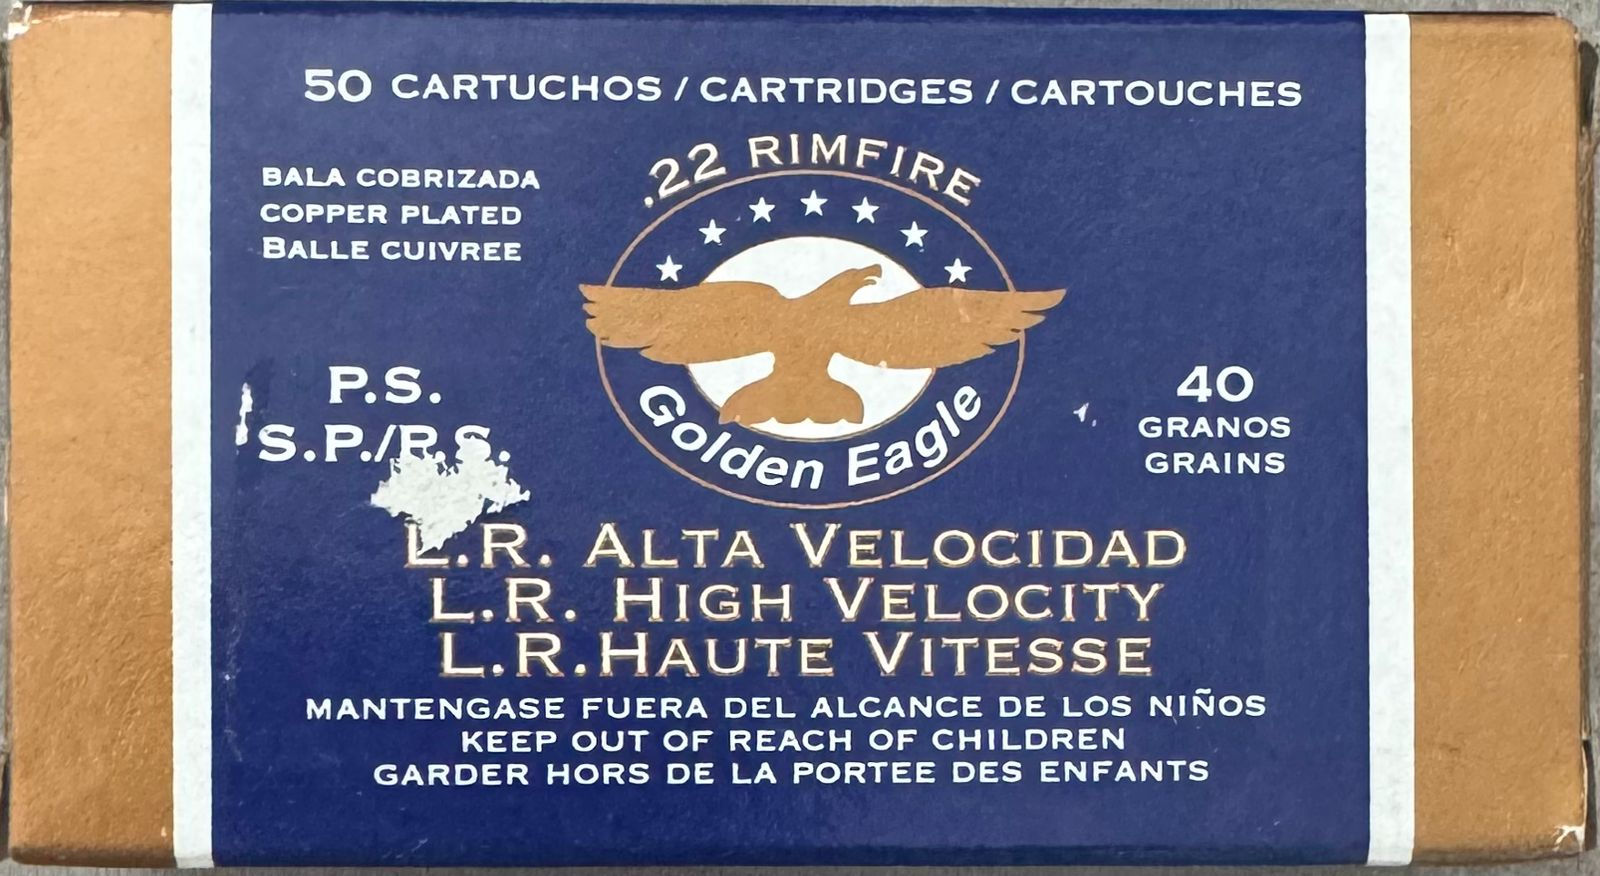 50 CARTUCHOS / CARTRIDGES / CARTOUCHES
.22 RIMFIRE
BALA COBRIZADA
COPPER PLATED
BALLE CUIVREE
Golden Eagle
P.S.
S.P./P.S.
40
GRANOS
GRAINS
L.R. ALTA VELOCIDAD
L.R. HIGH VELOCITY
L.R.HAUTE VITESSE
MANTENGASE FUERA DEL ALCANCE DE LOS NIÑOS
KEEP OUT OF REACH OF CHILDREN
GARDER HORS DE LA PORTEE DES ENFANTS